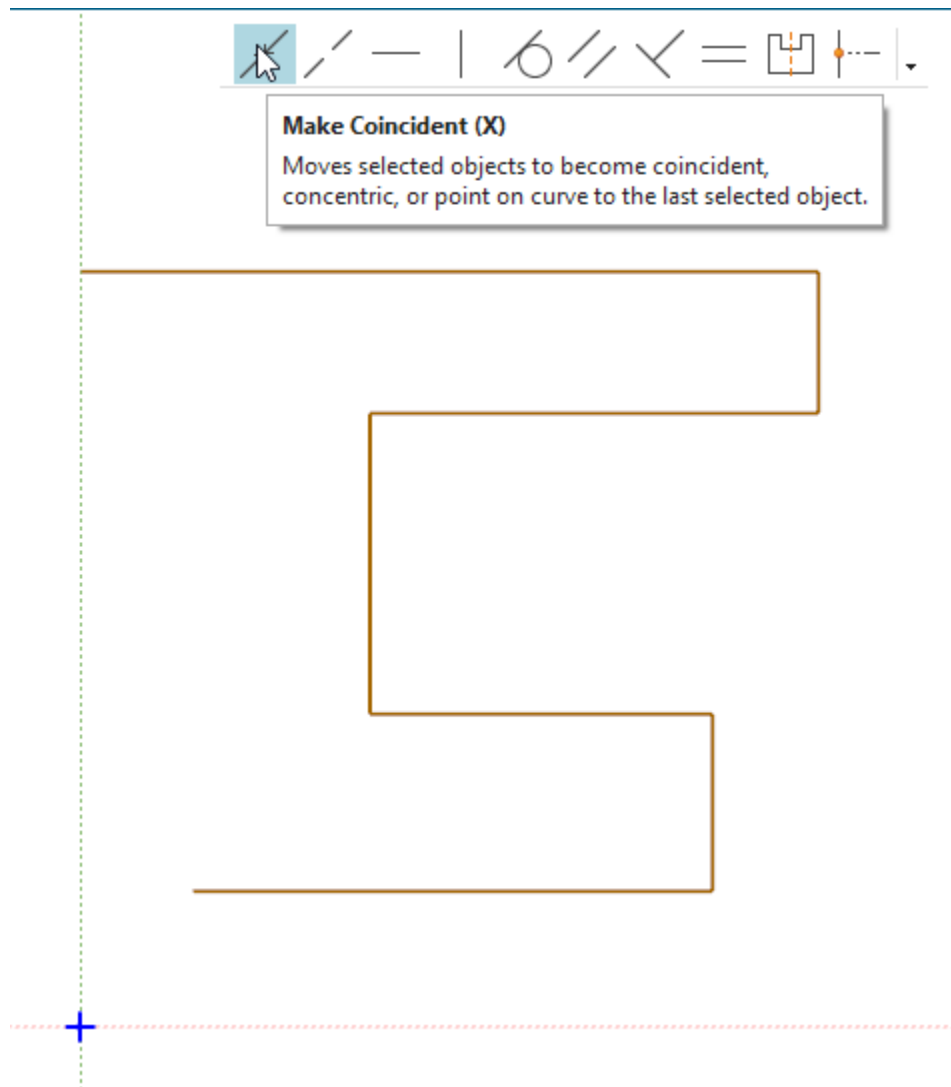 Make Coincident (X)
Moves selected objects to become coincident,
concentric, or point on curve to the last selected object.